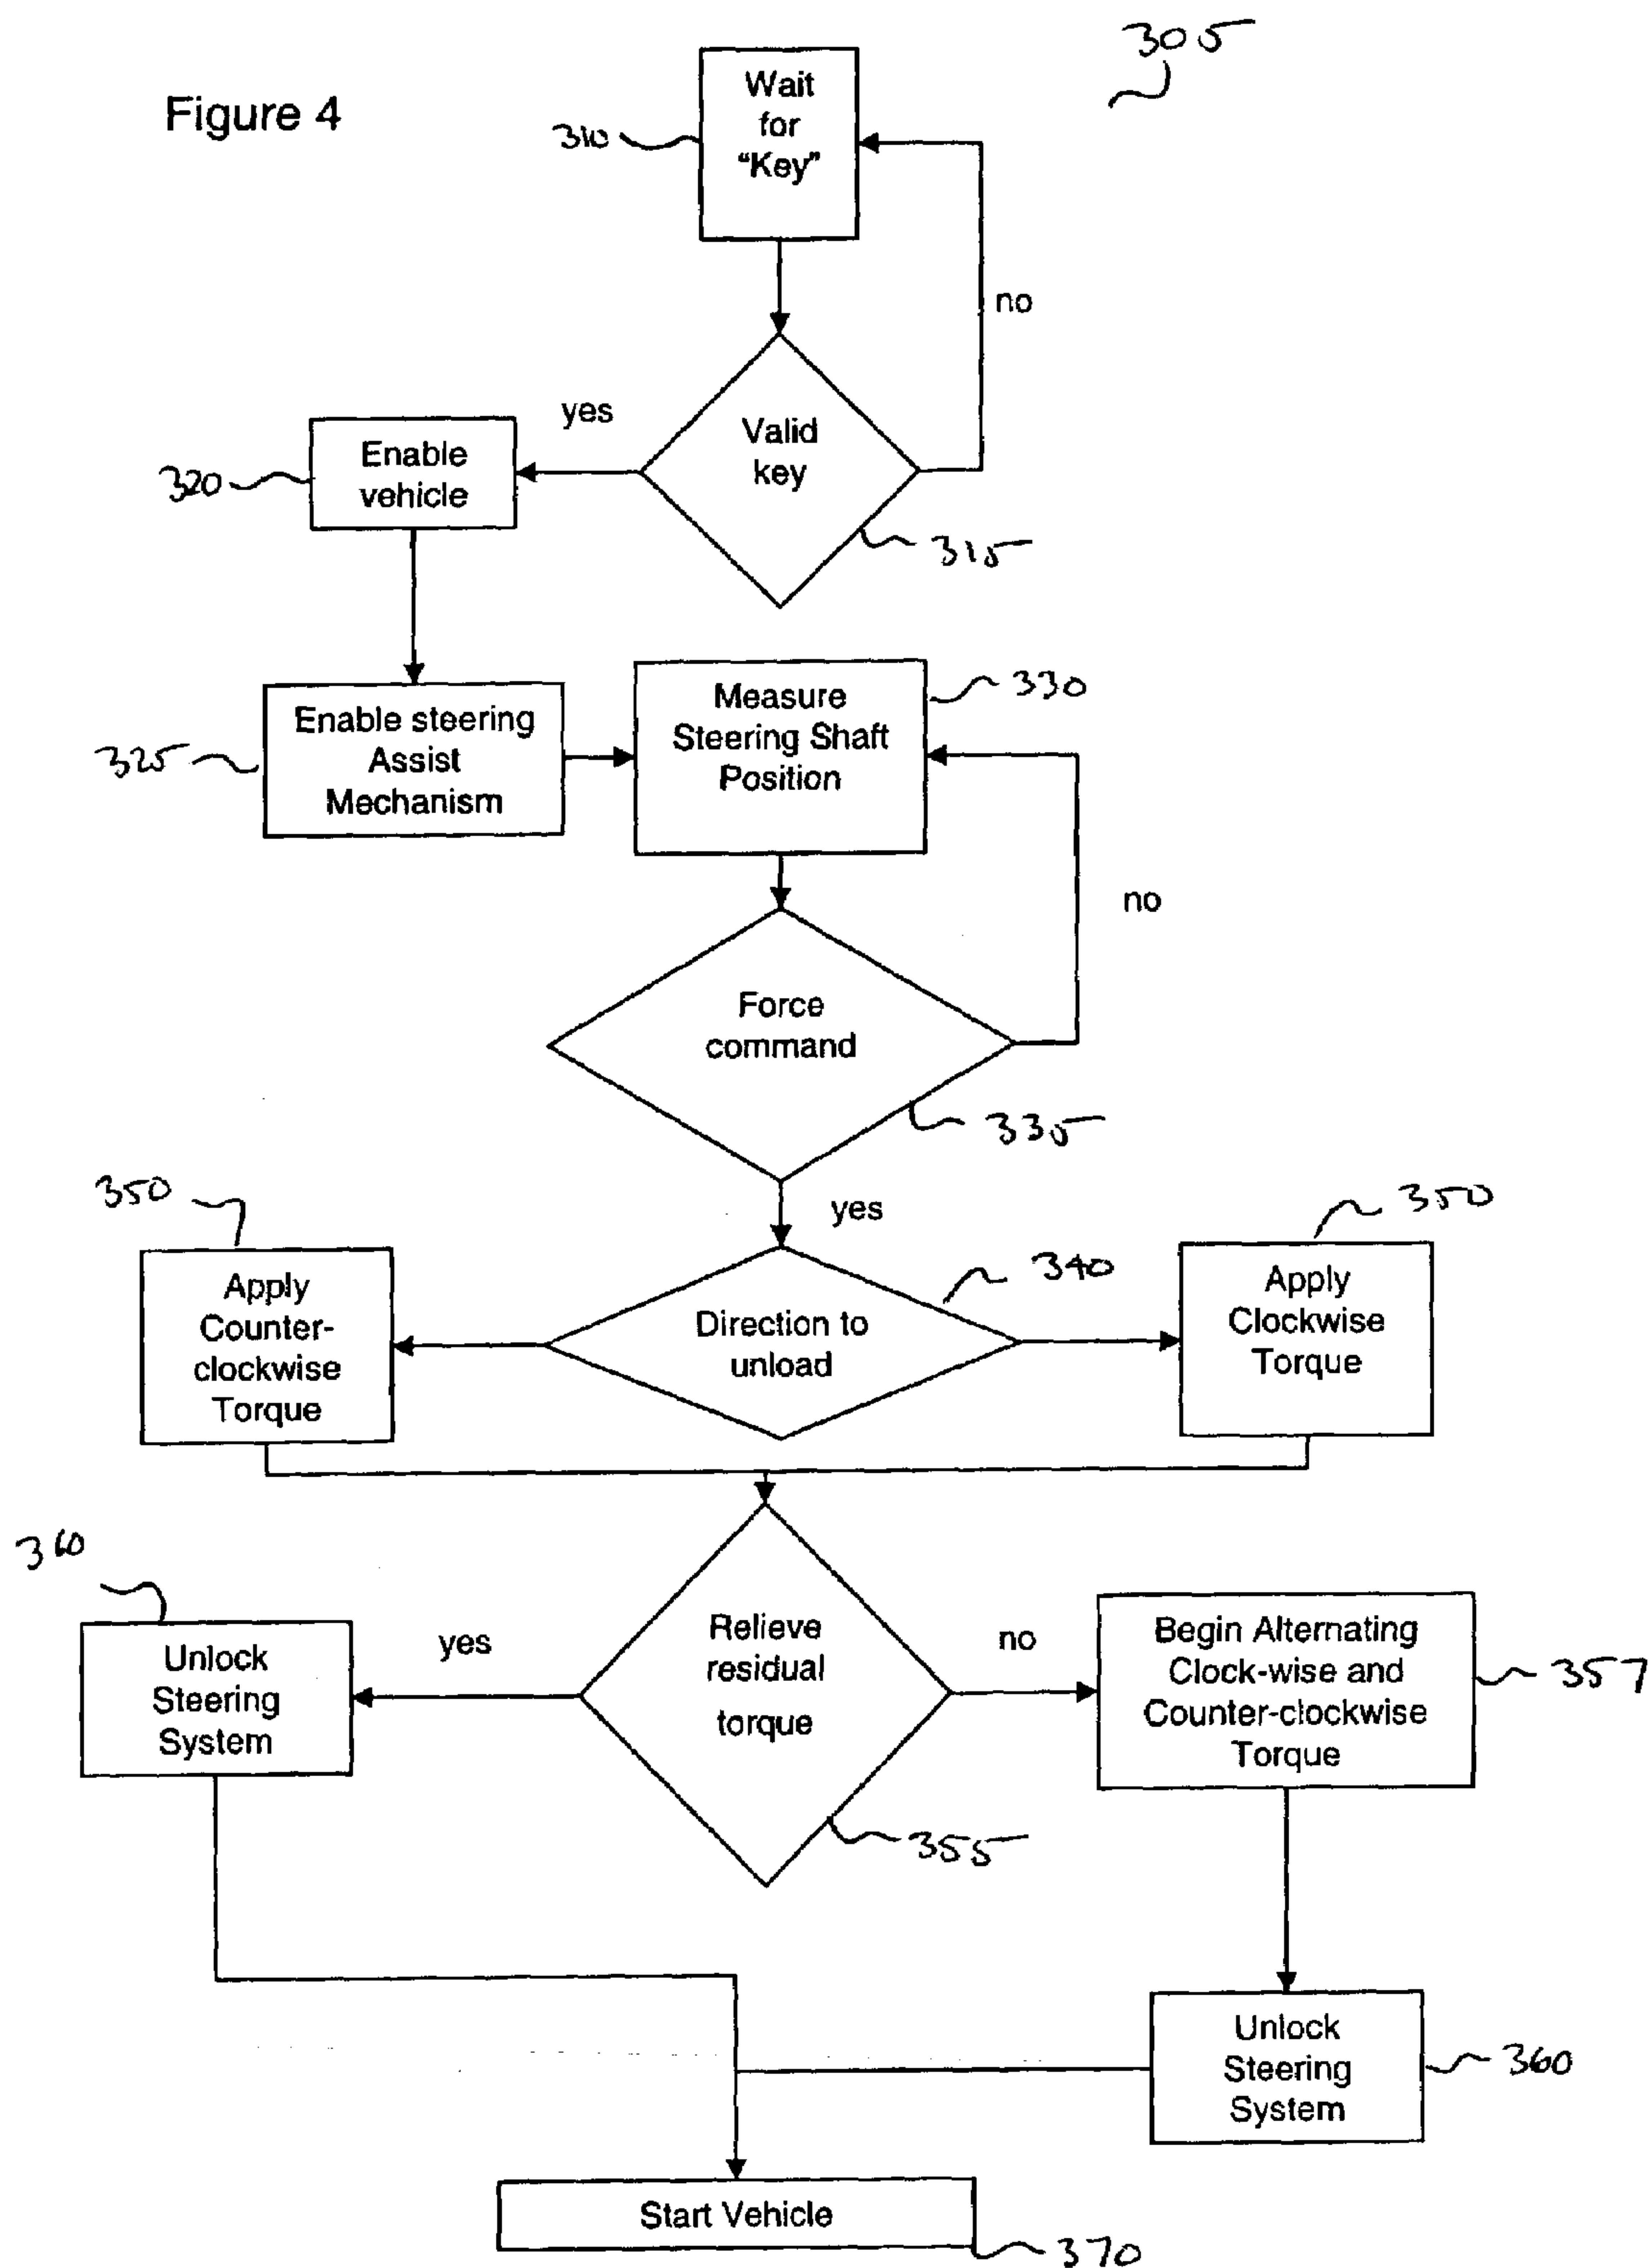 305
Figure 4
Wait
for
“Key”
310
no
yes
Valid
key
Enable
vehicle
320
315
Measure
Steering Shaft
Position
330
Enable steering
Assist
Mechanism
325
no
Force
command
335
350
yes
350
Apply
Counter-
clockwise
Torque
Direction to
unload
340
Apply
Clockwise
Torque
360
Unlock
Steering
System
yes
Relieve
residual
torque
no
Begin Alternating
Clock-wise and
Counter-clockwise
Torque
357
355
Unlock
Steering
System
360
Start Vehicle
370